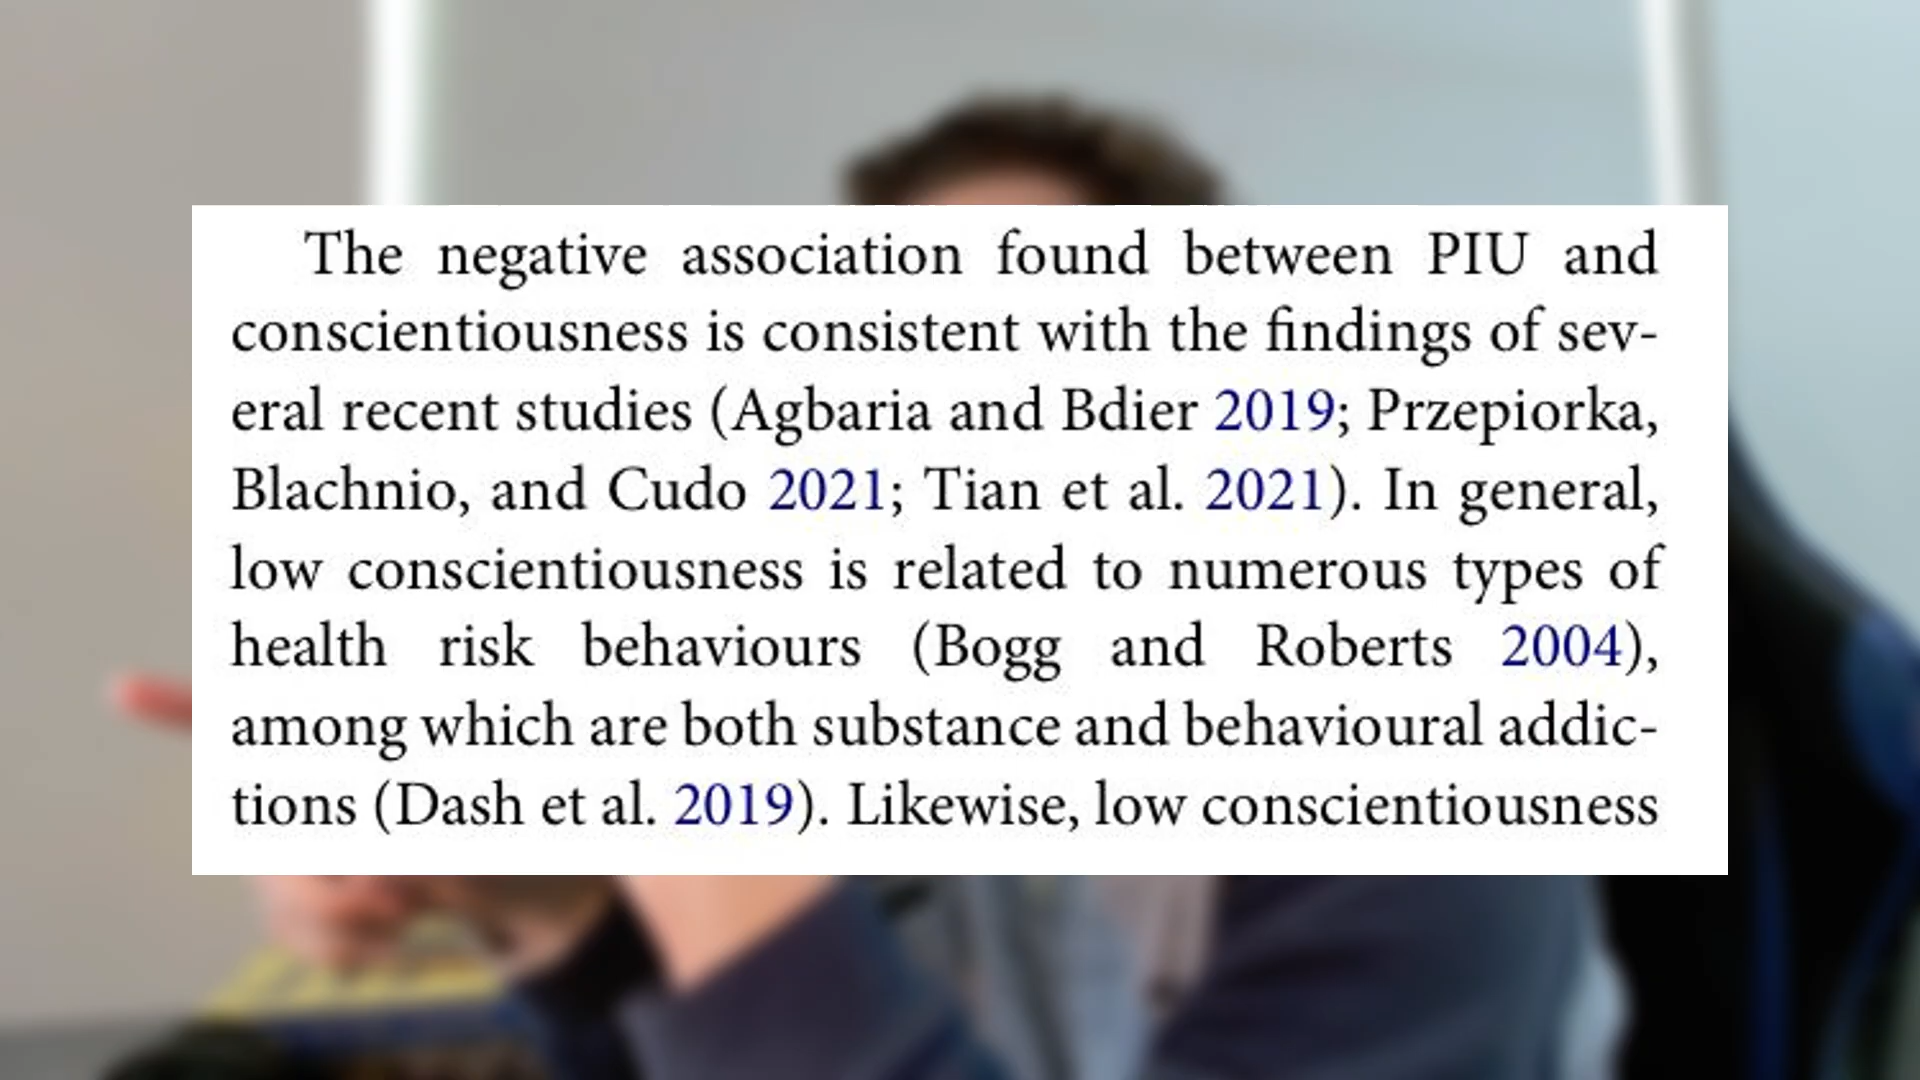 The negative association found between PIU and
conscientiousness is consistent with the findings of sev-
eral recent studies (Agbaria and Bdier 2019; Przepiorka,
Blachnio, and Cudo 2021; Tian et al. 2021). In general,
low conscientiousness is related to numerous types of
health risk behaviours (Bogg and Roberts 2004),
among which are both substance and behavioural addic-
tions (Dash et al. 2019). Likewise, low conscientiousness